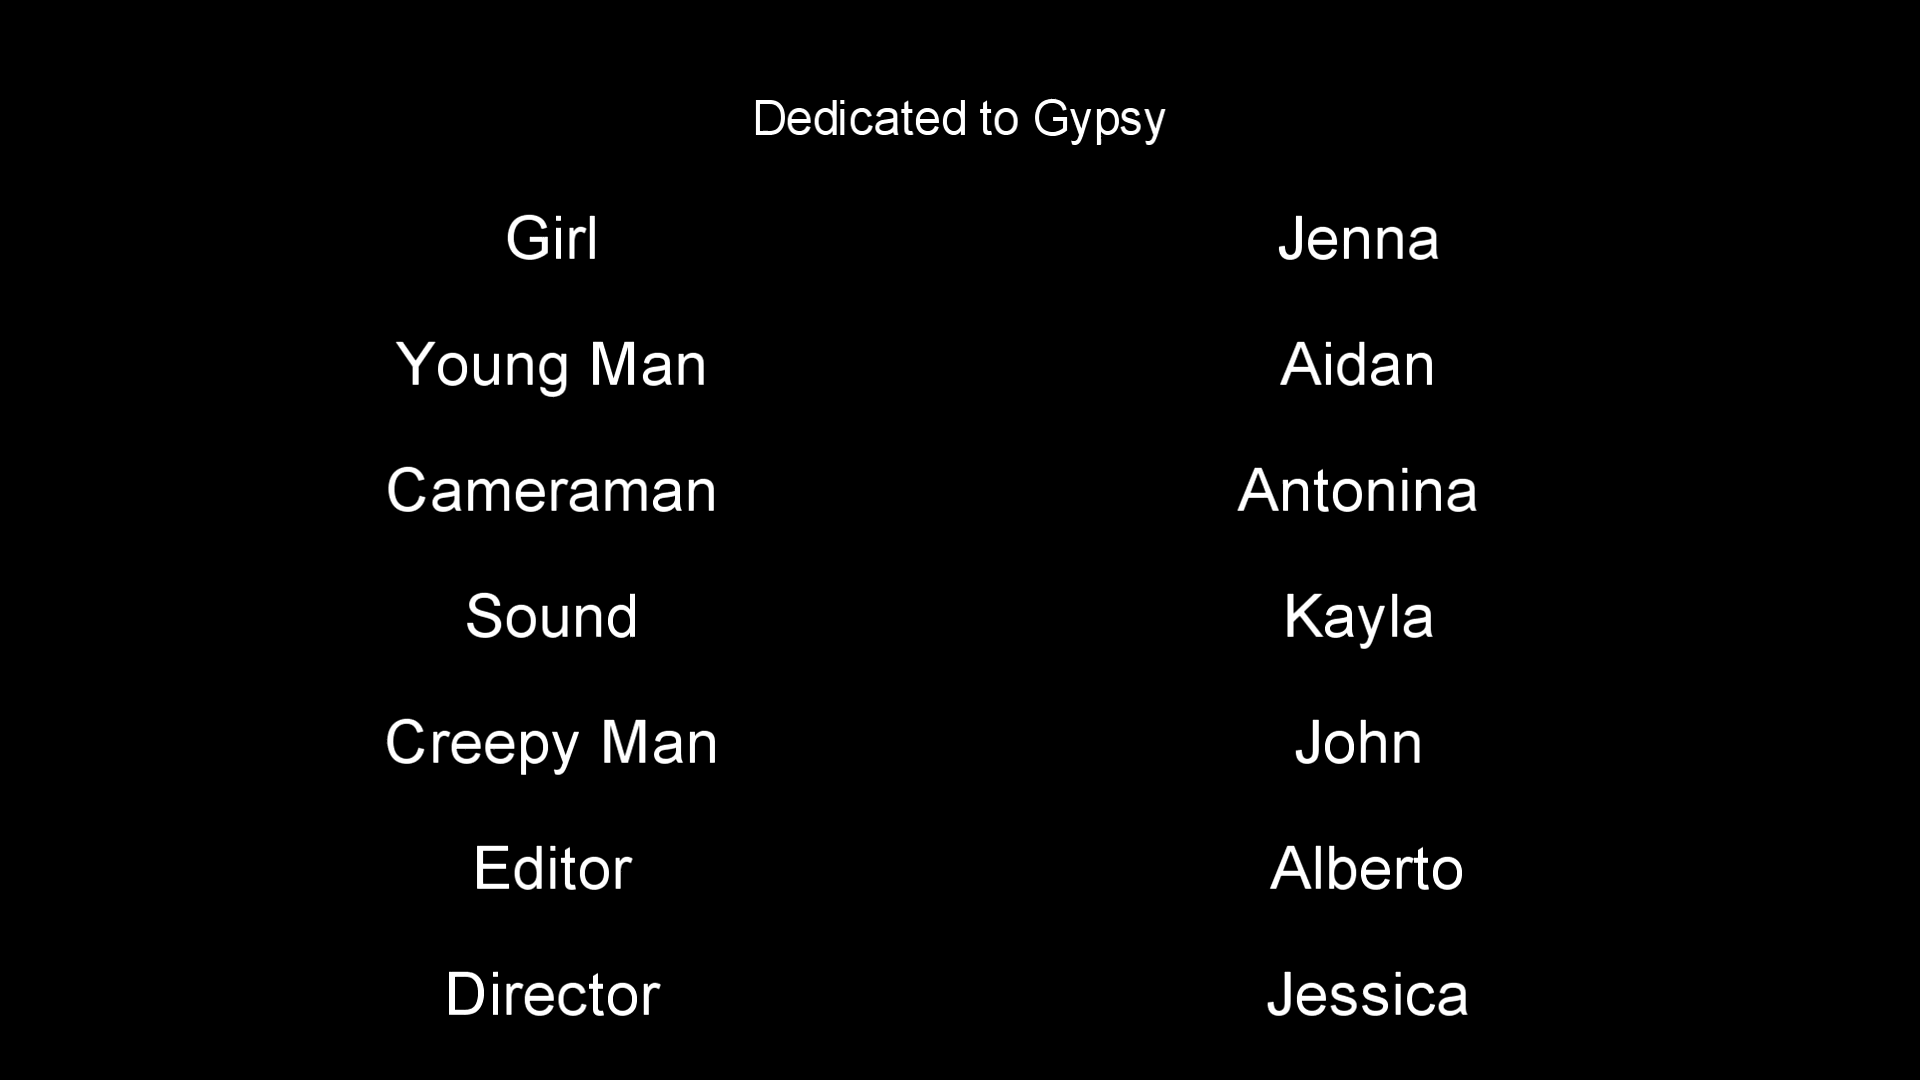 Dedicated to Gypsy
Girl Jenna
Young Man Aidan
Cameraman Antonina
Sound Kayla
Creepy Man John
Editor Alberto
Director Jessica